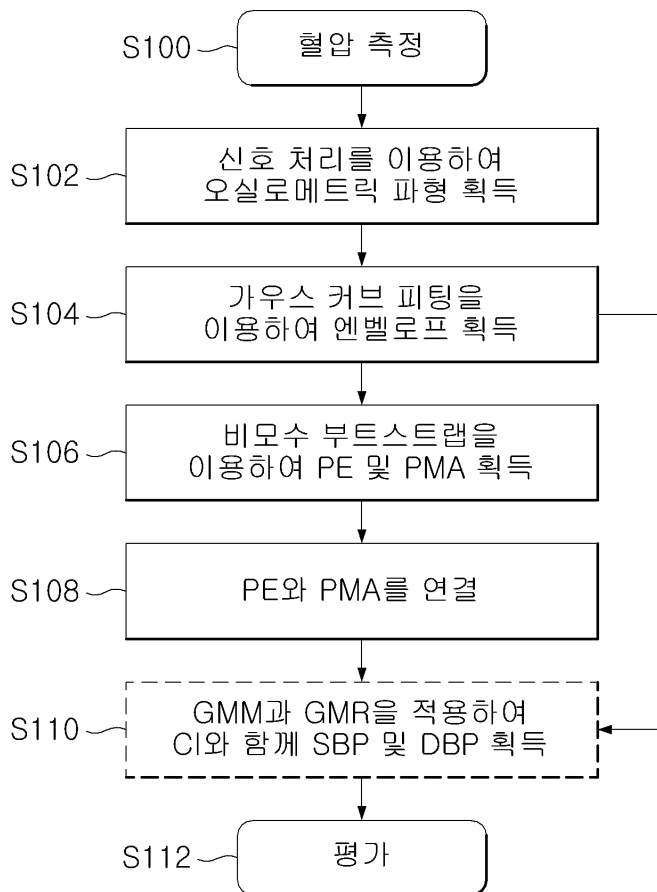 S100
혈압 측정
S102
신호 처리를 이용하여
오실로메트릭 파형 획득
S104
가우스 커브 피팅을
이용하여 엔벨로프 획득
S106
비모수 부트스트랩을
이용하여 PE 및 PMA 획득
S108
PE와 PMA를 연결
S110
GMM과 GMR을 적용하여
CI와 함께 SBP 및 DBP 획득
S112
평가